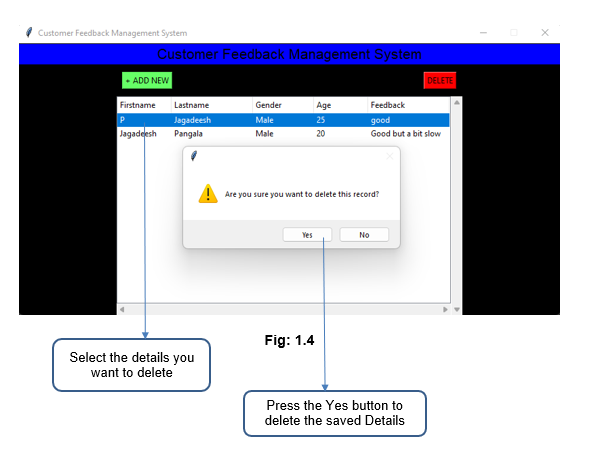 Customer Feedback Management System
Customer Feedback Management System
+ ADD NEW DELETE
Firstname Lastname Gender Age Feedback
P Jagadeesh Male 25 good
Jagadeesh Pangala Male 20 Good but a bit slow
Are you sure you want to delete this record?
Yes No
Fig: 1.4
Select the details you
want to delete
Press the Yes button to
delete the saved Details